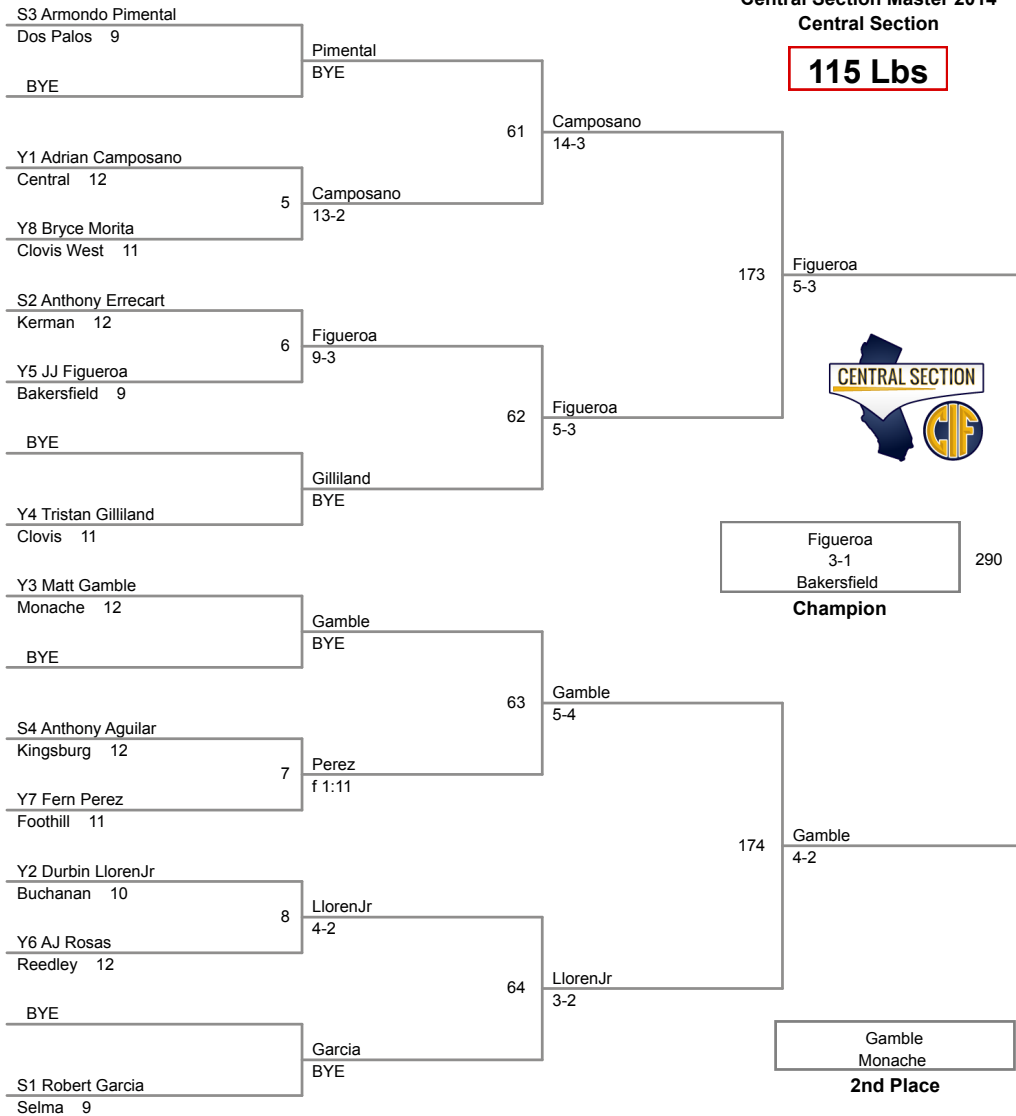 Central Section Master 2014
Central Section
115 Lbs
S3 Armondo Pimental
Dos Palos 9
Pimental
BYE
BYE
61
Camposano
14-3
Y1 Adrian Camposano
Central 12
5
Camposano
13-2
Y8 Bryce Morita
Clovis West 11
173
Figueroa
5-3
S2 Anthony Errecart
Kerman 12
6
Figueroa
9-3
Y5 JJ Figueroa
Bakersfield 9
62
Figueroa
5-3
BYE
Gilliland
BYE
Y4 Tristan Gilliland
Clovis 11
CENTRAL SECTION
CIF
Figueroa
3-1
Bakersfield
290
Champion
Y3 Matt Gamble
Monache 12
Gamble
BYE
BYE
63
Gamble
5-4
S4 Anthony Aguilar
Kingsburg 12
7
Perez
f 1:11
Y7 Fern Perez
Foothill 11
174
Gamble
4-2
Y2 Durbin LlorenJr
Buchanan 10
8
LlorenJr
4-2
Y6 AJ Rosas
Reedley 12
64
LlorenJr
3-2
BYE
Garcia
BYE
S1 Robert Garcia
Selma 9
Gamble
Monache
2nd Place